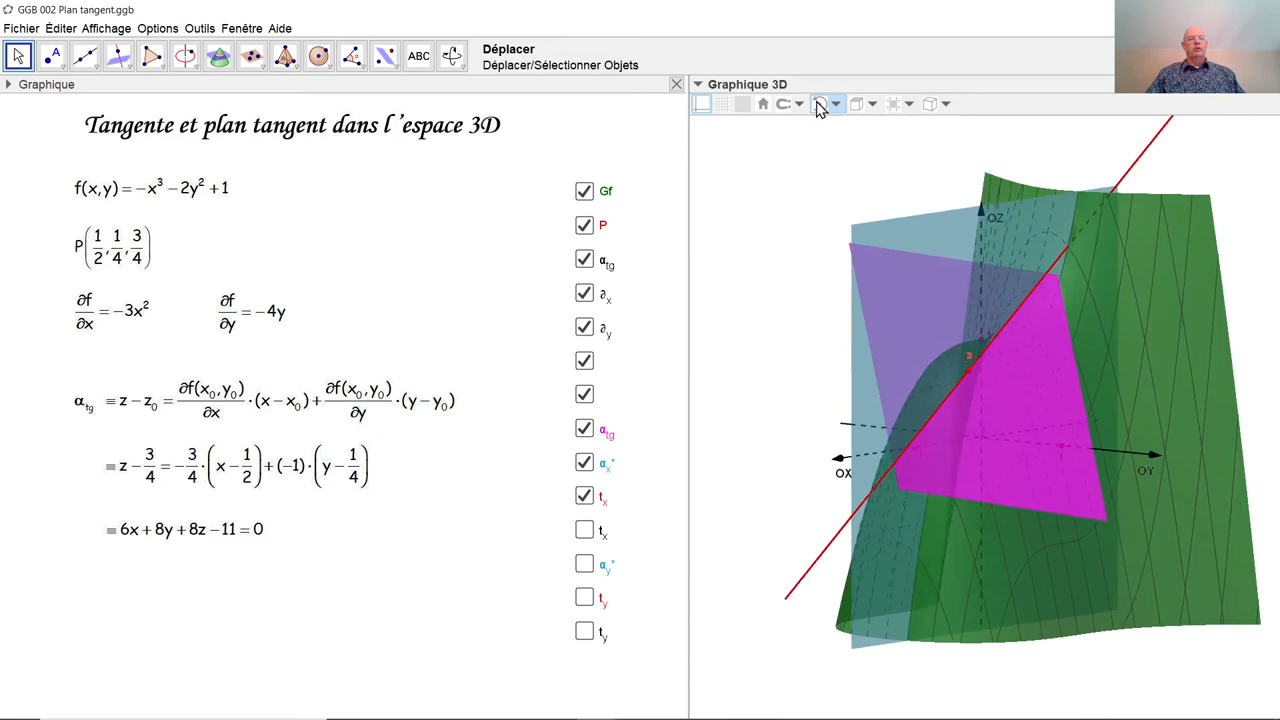 GGB 002 Plan tangent.ggb
Fichier Éditer Affichage Options Outils Fenêtre Aide
A ABC Déplacer
Déplacer/Sélectionner Objets
Graphique
Graphique 3D
Tangente et plan tangent dans l 'espace 3D
f(x,y) = −x³ − 2y² + 1
P(1/2, 1/4, 3/4)
∂f/∂x = −3x² ∂f/∂y = −4y
α_tg ≡ z − z₀ = ∂f(x₀,y₀)/∂x · (x − x₀) + ∂f(x₀,y₀)/∂y · (y − y₀)
≡ z − 3/4 = −3/4 · (x − 1/2) + (−1) · (y − 1/4)
≡ 6x + 8y + 8z − 11 = 0
Gf
P
α_tg
∂x
∂y
α_tg
α_x*
t_x
t_x
α_y*
t_y
t_y
OZ
OX
OY